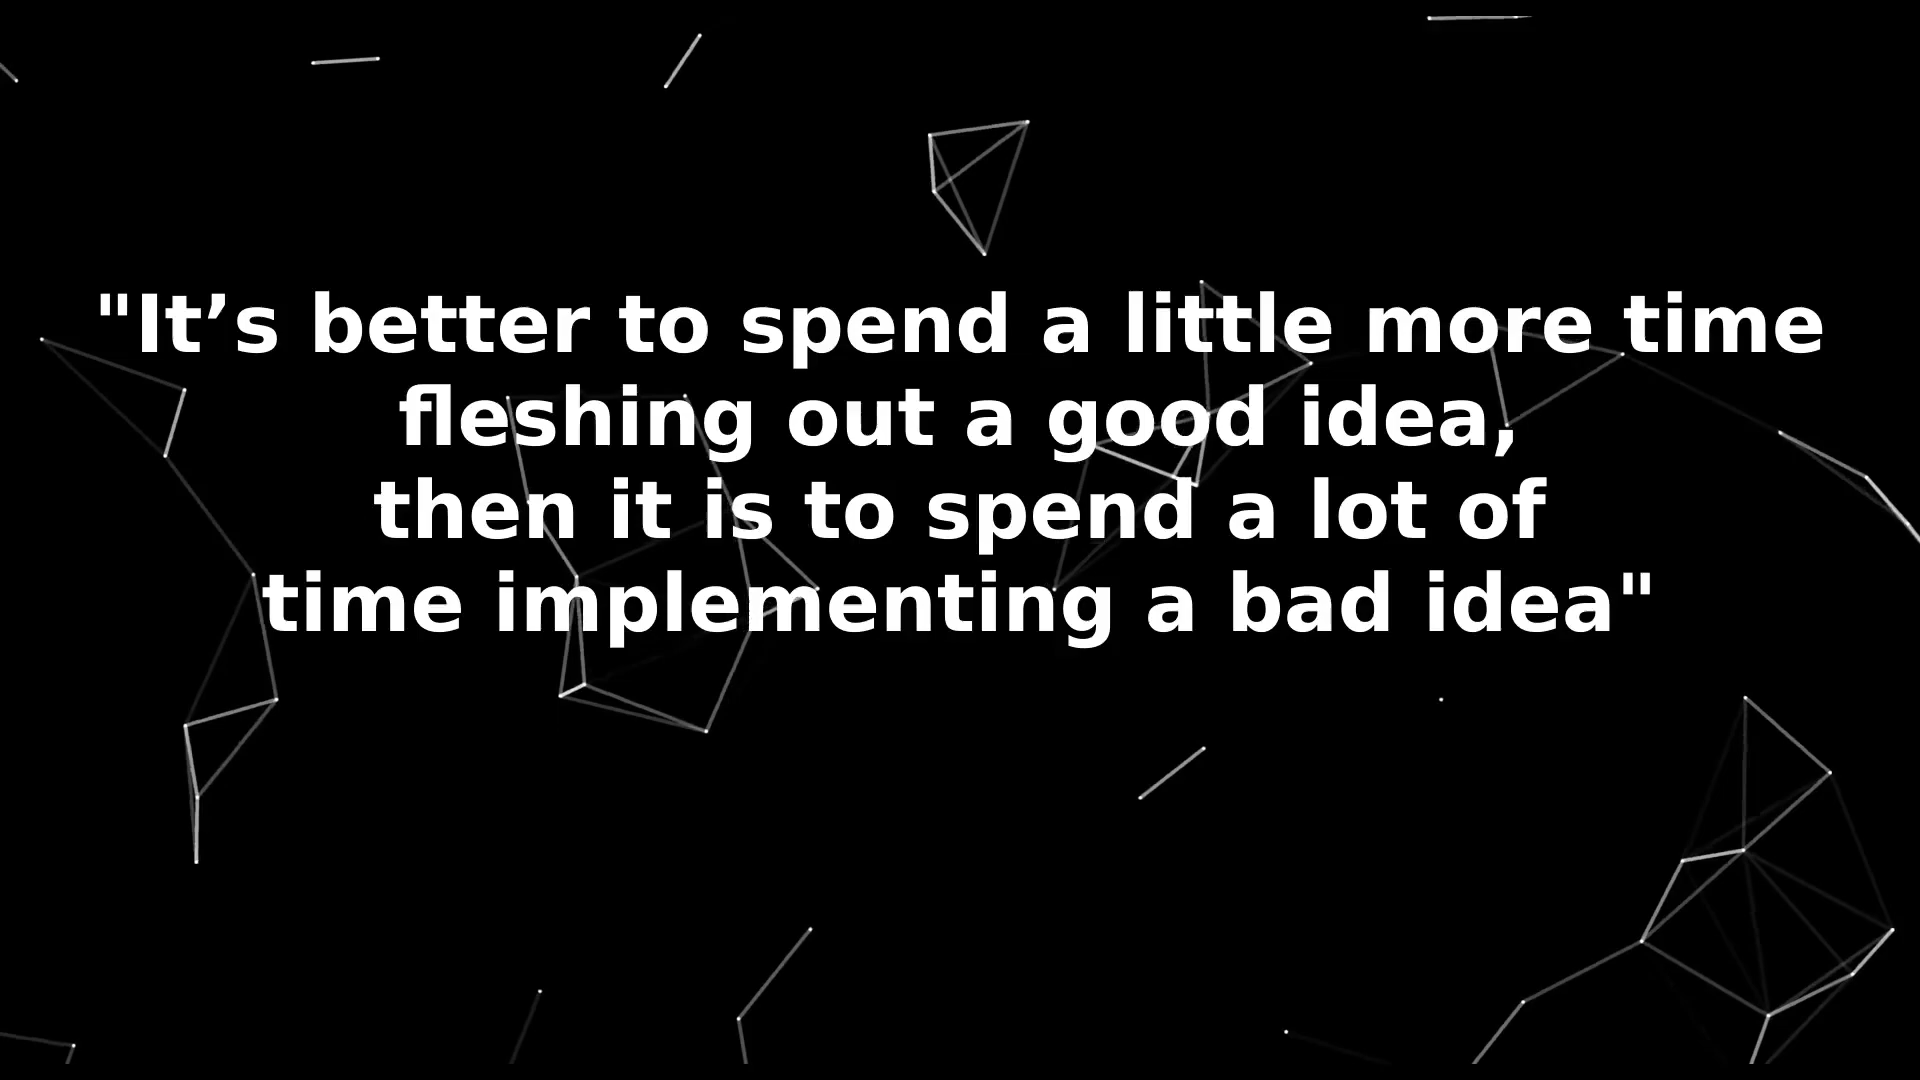 "It’s better to spend a little more time
fleshing out a good idea,
then it is to spend a lot of
time implementing a bad idea"